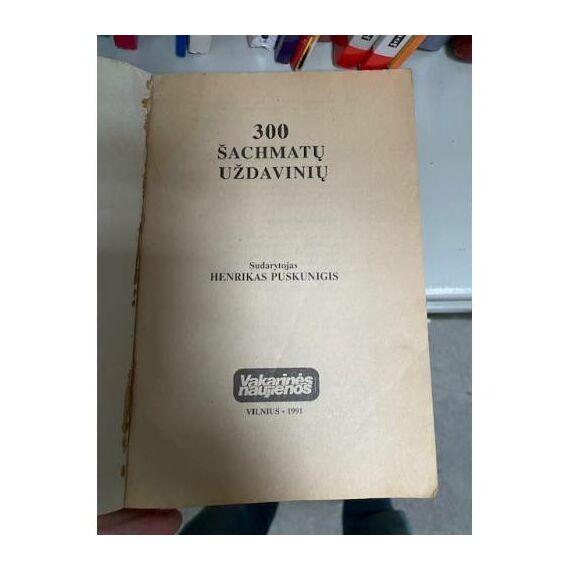 300
ŠACHMATŲ
UŽDAVINIŲ
Sudarytojas
HENRIKAS PUSKUNIGIS
Vakarinės
naujienos
VILNIUS • 1991